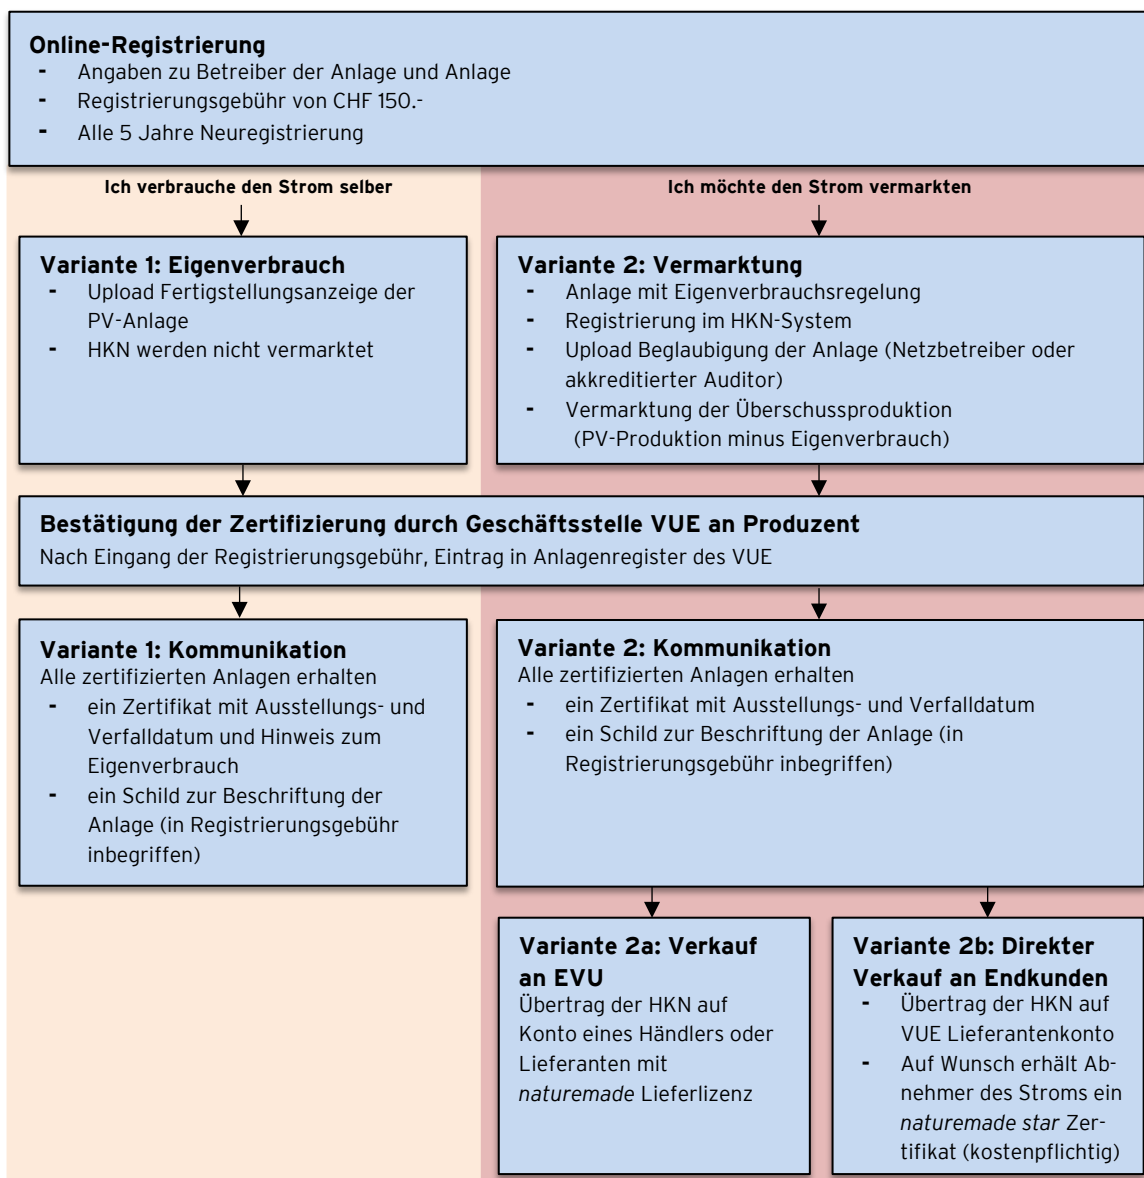 Online-Registrierung
- Angaben zu Betreiber der Anlage und Anlage
- Registrierungsgebühr von CHF 150.-
- Alle 5 Jahre Neuregistrierung
Ich verbrauche den Strom selber
Ich möchte den Strom vermarkten
Variante 1: Eigenverbrauch
- Upload Fertigstellungsanzeige der
PV-Anlage
- HKN werden nicht vermarktet
Variante 2: Vermarktung
- Anlage mit Eigenverbrauchsregelung
- Registrierung im HKN-System
- Upload Beglaubigung der Anlage (Netzbetreiber oder
akkreditierter Auditor)
- Vermarktung der Überschussproduktion
(PV-Produktion minus Eigenverbrauch)
Bestätigung der Zertifizierung durch Geschäftsstelle VUE an Produzent
Nach Eingang der Registrierungsgebühr, Eintrag in Anlagenregister des VUE
Variante 1: Kommunikation
Alle zertifizierten Anlagen erhalten
- ein Zertifikat mit Ausstellungs- und
Verfalldatum und Hinweis zum
Eigenverbrauch
- ein Schild zur Beschriftung der
Anlage (in Registrierungsgebühr
inbegriffen)
Variante 2: Kommunikation
Alle zertifizierten Anlagen erhalten
- ein Zertifikat mit Ausstellungs- und Verfalldatum
- ein Schild zur Beschriftung der Anlage (in
Registrierungsgebühr inbegriffen)
Variante 2a: Verkauf
an EVU
Übertrag der HKN auf
Konto eines Händlers oder
Lieferanten mit
naturemade Lieferlizenz
Variante 2b: Direkter
Verkauf an Endkunden
- Übertrag der HKN auf
VUE Lieferantenkonto
- Auf Wunsch erhält Ab-
nehmer des Stroms ein
naturemade star Zer-
tifikat (kostenpflichtig)